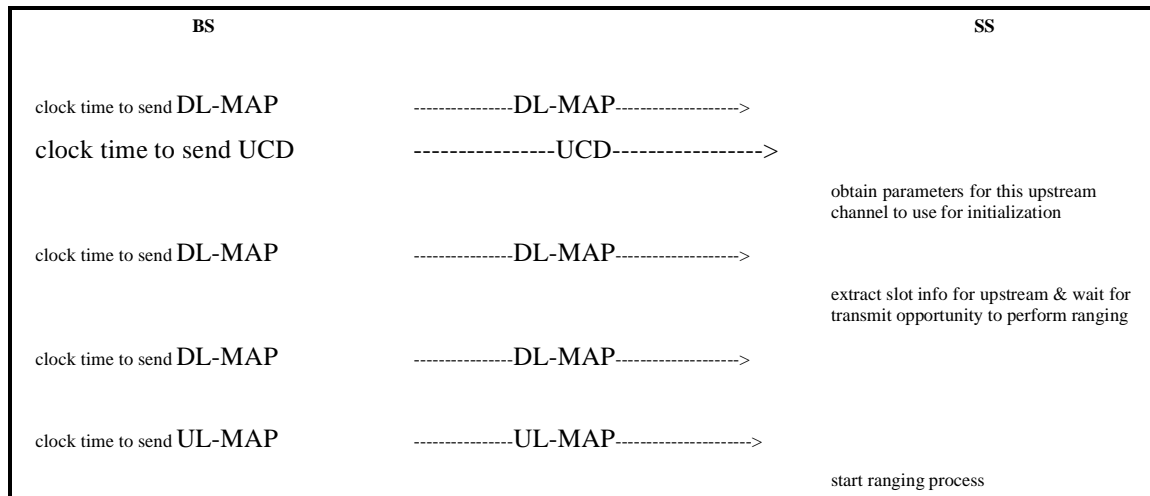 BS SS
clock time to send DL-MAP ----------------DL-MAP-------------------->
clock time to send UCD ----------------UCD----------------->
obtain parameters for this upstream
channel to use for initialization
clock time to send DL-MAP ----------------DL-MAP-------------------->
extract slot info for upstream & wait for
transmit opportunity to perform ranging
clock time to send DL-MAP ----------------DL-MAP-------------------->
clock time to send UL-MAP ----------------UL-MAP---------------------->
start ranging process